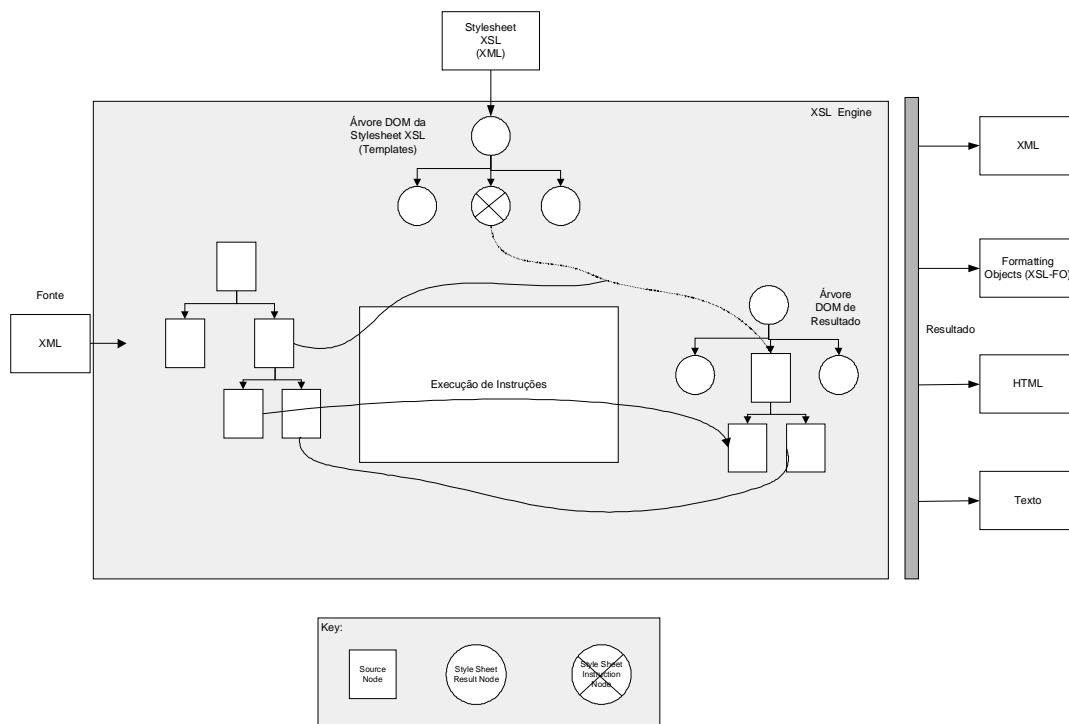 Stylesheet
XSL
(XML)
XSL Engine
Árvore DOM da
Stylesheet XSL
(Templates)
XML
Formatting
Objects (XSL-FO)
Fonte
Árvore
DOM de
Resultado
XML
Resultado
Execução de Instruções
HTML
Texto
Key:
Source
Node
Style Sheet
Result Node
Style Sheet
Instruction
Node